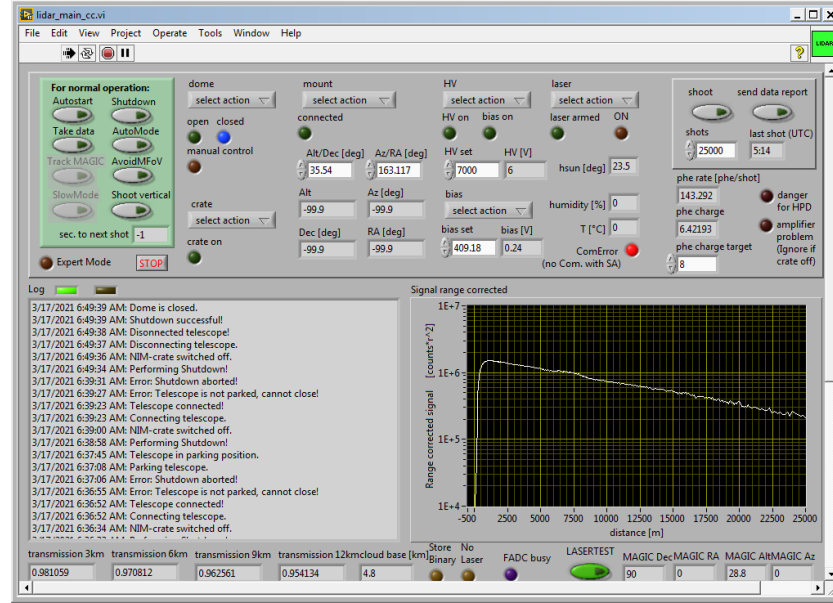 lidar_main_cc.vi
File Edit View Project Operate Tools Window Help
LIDAR
For normal operation:
Autostart Shutdown
Take data AutoMode
Track MAGIC AvoidMFoV
SlowMode Shoot vertical
sec. to next shot -1
Expert Mode STOP
dome
select action
open closed
manual control
crate
select action
crate on
mount
select action
connected
Alt/Dec [deg] Az/RA [deg]
35.54 163.117
Alt Az [deg]
-99.9 -99.9
Dec [deg] RA [deg]
-99.9 -99.9
HV
select action
HV on bias on
HV set HV [V]
7000 6
bias
select action
bias set bias [V]
409.18 0.24
laser
select action
laser armed ON
hsun [deg] 23.5
humidity [%] 0
T [°C] 0
ComError
(no Com. with SA)
shoot send data report
shots last shot (UTC)
25000 5:14
phe rate [phe/shot]
143.292
phe charge
6.42193
phe charge target
8
danger
for HPD
amplifier
problem
(Ignore if
crate off)
Log
3/17/2021 6:49:39 AM: Dome is closed.
3/17/2021 6:49:39 AM: Shutdown successful!
3/17/2021 6:49:38 AM: Disonnected telescope!
3/17/2021 6:49:37 AM: Disconnecting telescope.
3/17/2021 6:49:36 AM: NIM-crate switched off.
3/17/2021 6:49:34 AM: Performing Shutdown!
3/17/2021 6:39:31 AM: Error: Shutdown aborted!
3/17/2021 6:39:27 AM: Error: Telescope is not parked, cannot close!
3/17/2021 6:39:23 AM: Telescope connected!
3/17/2021 6:39:23 AM: Connecting telescope.
3/17/2021 6:39:00 AM: NIM-crate switched off.
3/17/2021 6:38:58 AM: Performing Shutdown!
3/17/2021 6:37:45 AM: Telescope in parking position.
3/17/2021 6:37:08 AM: Parking telescope.
3/17/2021 6:37:06 AM: Error: Shutdown aborted!
3/17/2021 6:36:55 AM: Error: Telescope is not parked, cannot close!
3/17/2021 6:36:52 AM: Telescope connected!
3/17/2021 6:36:52 AM: Connecting telescope.
3/17/2021 6:36:34 AM: NIM-crate switched off.
Signal range corrected
Range corrected signal [counts*r^2]
1E+7
1E+6
1E+5
1E+4
-500 2500 5000 7500 10000 12500 15000 17500 20000 22500 25000
distance [m]
transmission 3km transmission 6km transmission 9km transmission 12km cloud base [km]
0.981059 0.970812 0.962561 0.954134 4.8
Store
Binary
No
Laser
FADC busy
LASERTEST
MAGIC Dec MAGIC RA MAGIC Alt MAGIC Az
90 0 28.8 0